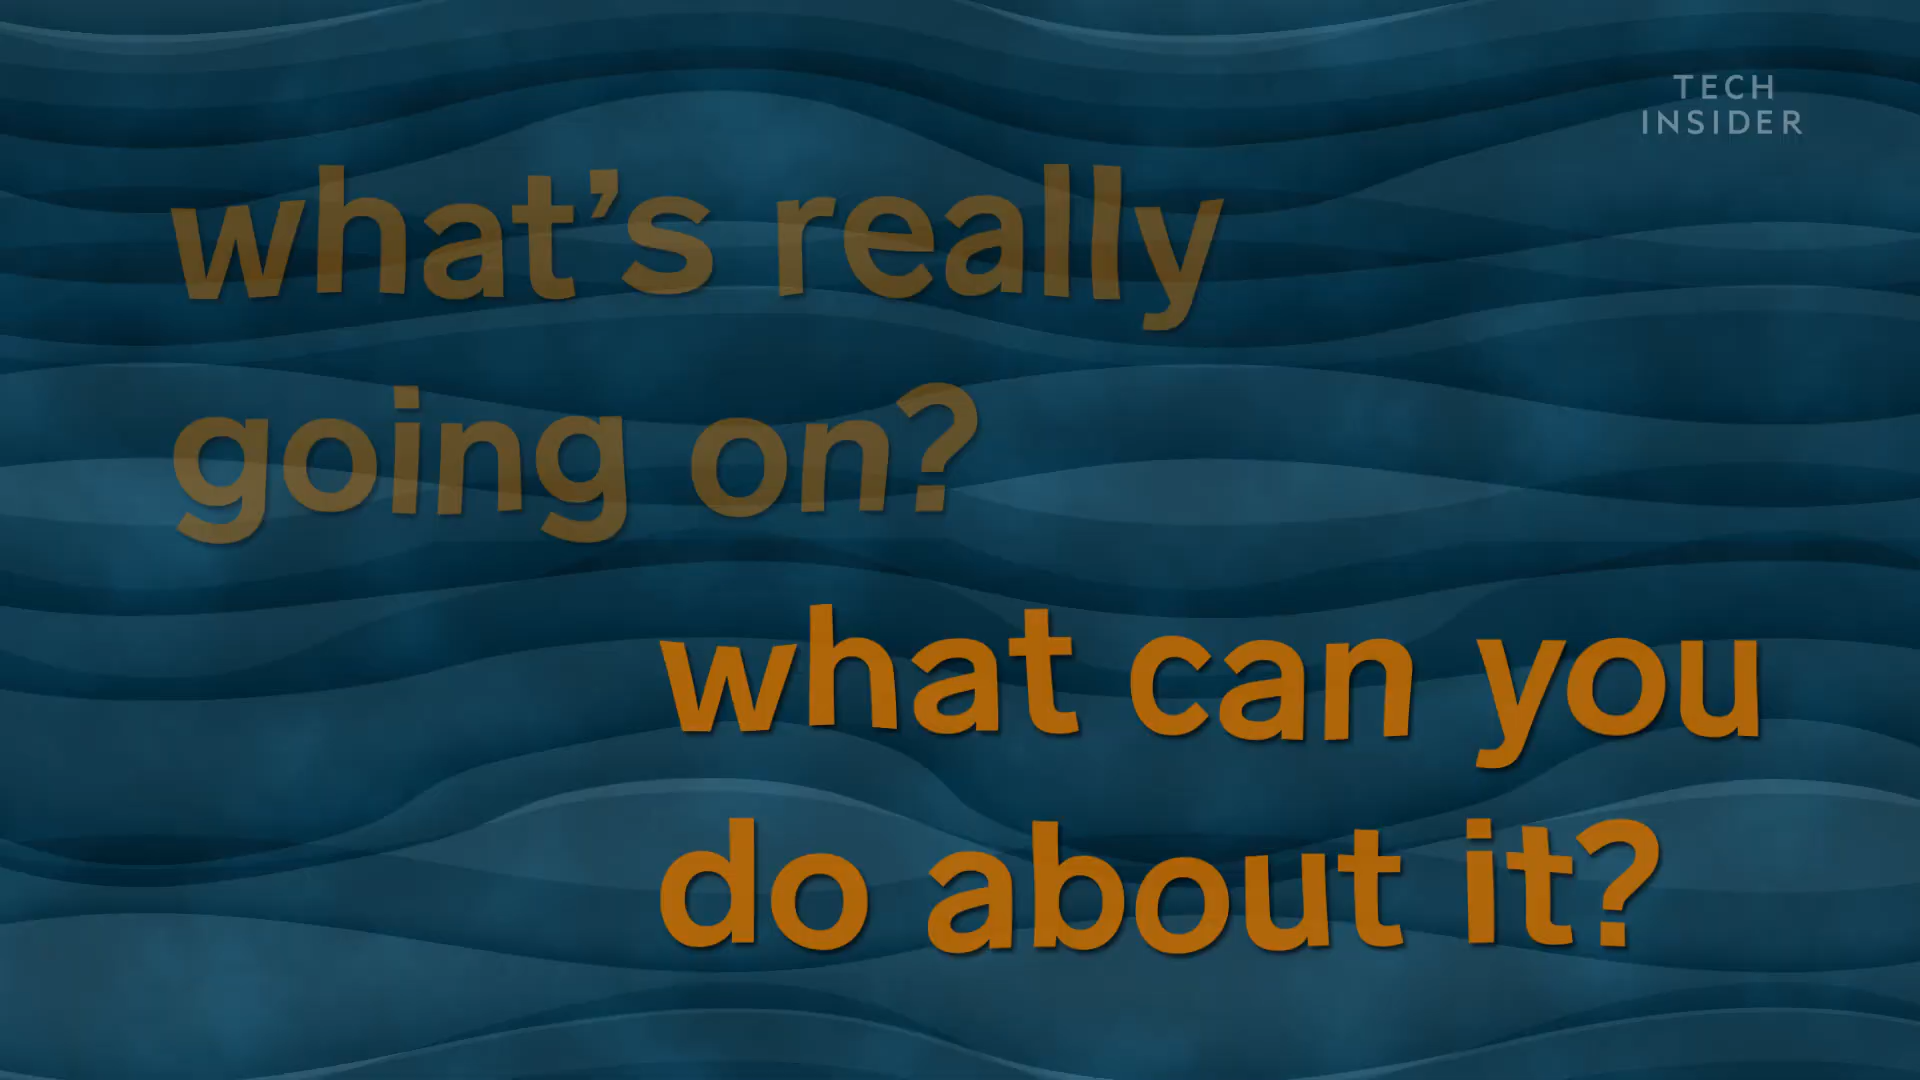 TECH
INSIDER
what’s really
going on?
what can you
do about it?